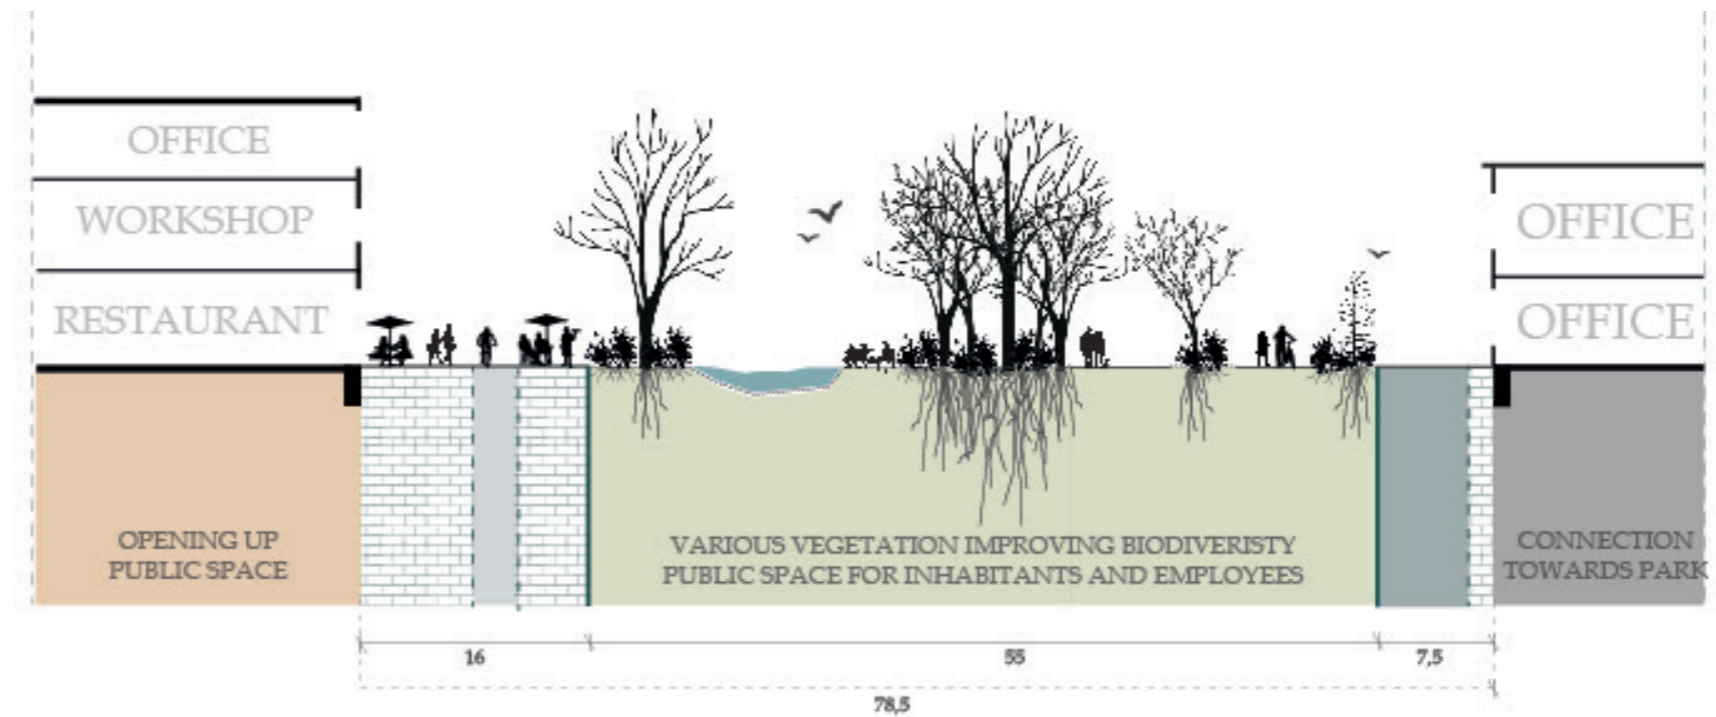 OFFICE
WORKSHOP
RESTAURANT
OFFICE
OFFICE
OPENING UP
PUBLIC SPACE
VARIOUS VEGETATION IMPROVING BIODIVERISTY
PUBLIC SPACE FOR INHABITANTS AND EMPLOYEES
CONNECTION
TOWARDS PARK
16
55
7,5
78,5